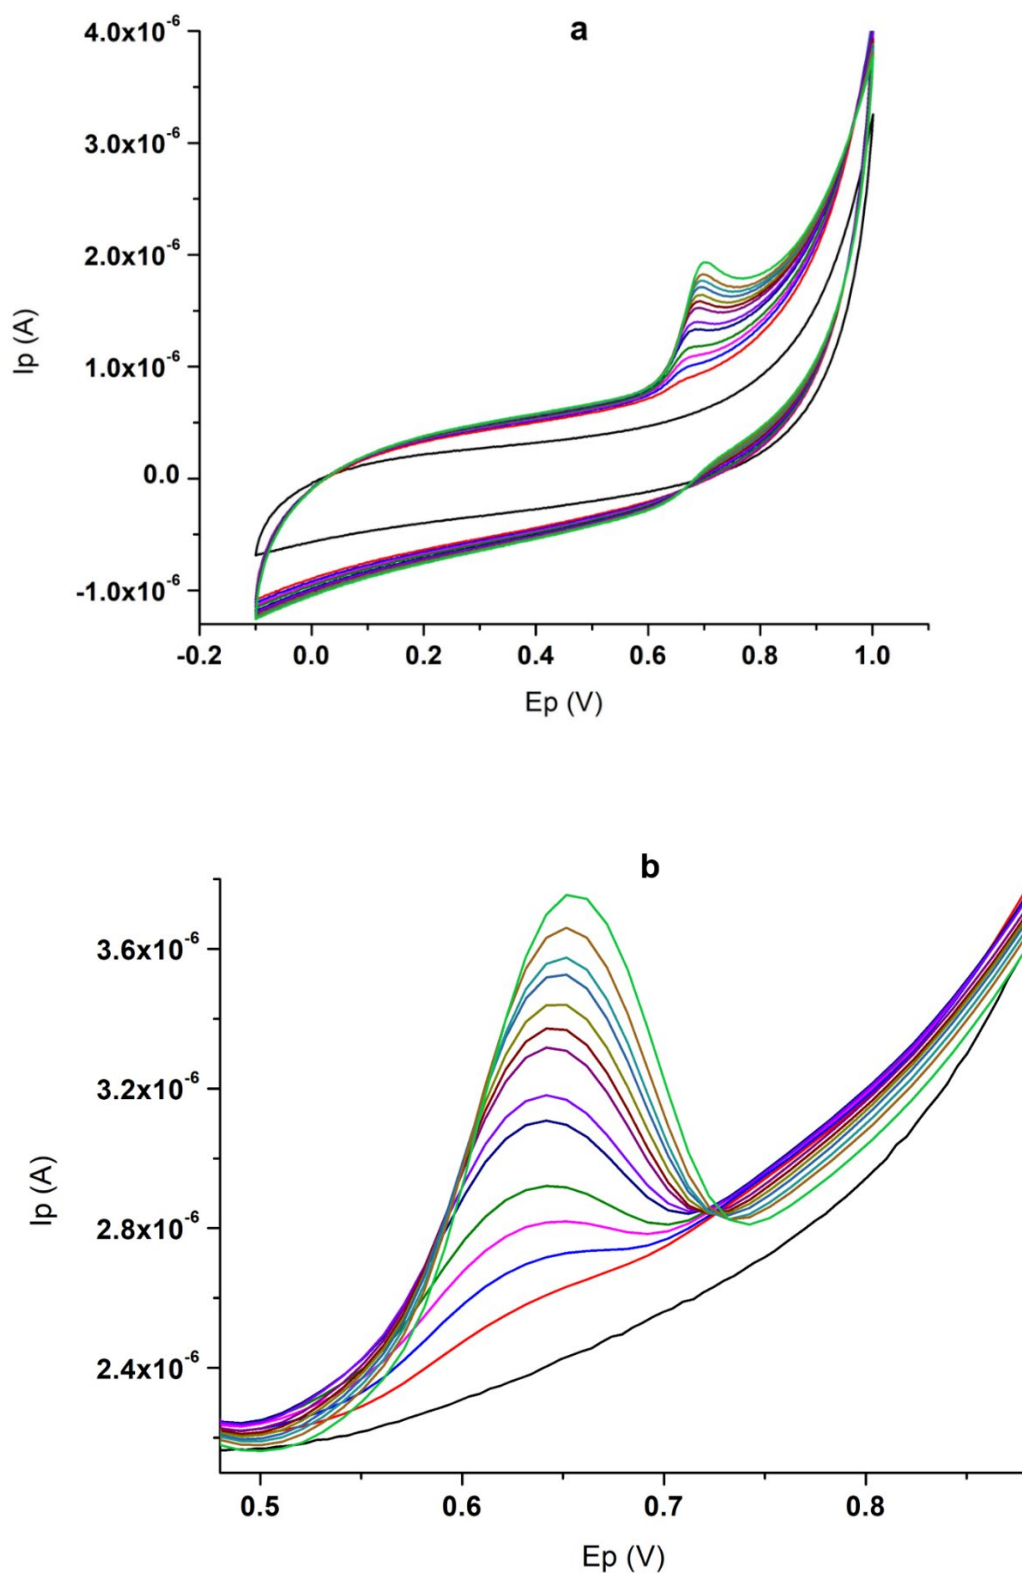 a
4.0x10⁻⁶
3.0x10⁻⁶
2.0x10⁻⁶
1.0x10⁻⁶
0.0
-1.0x10⁻⁶
Ip (A)
-0.2 0.0 0.2 0.4 0.6 0.8 1.0
Ep (V)
b
3.6x10⁻⁶
3.2x10⁻⁶
2.8x10⁻⁶
2.4x10⁻⁶
Ip (A)
0.5 0.6 0.7 0.8
Ep (V)